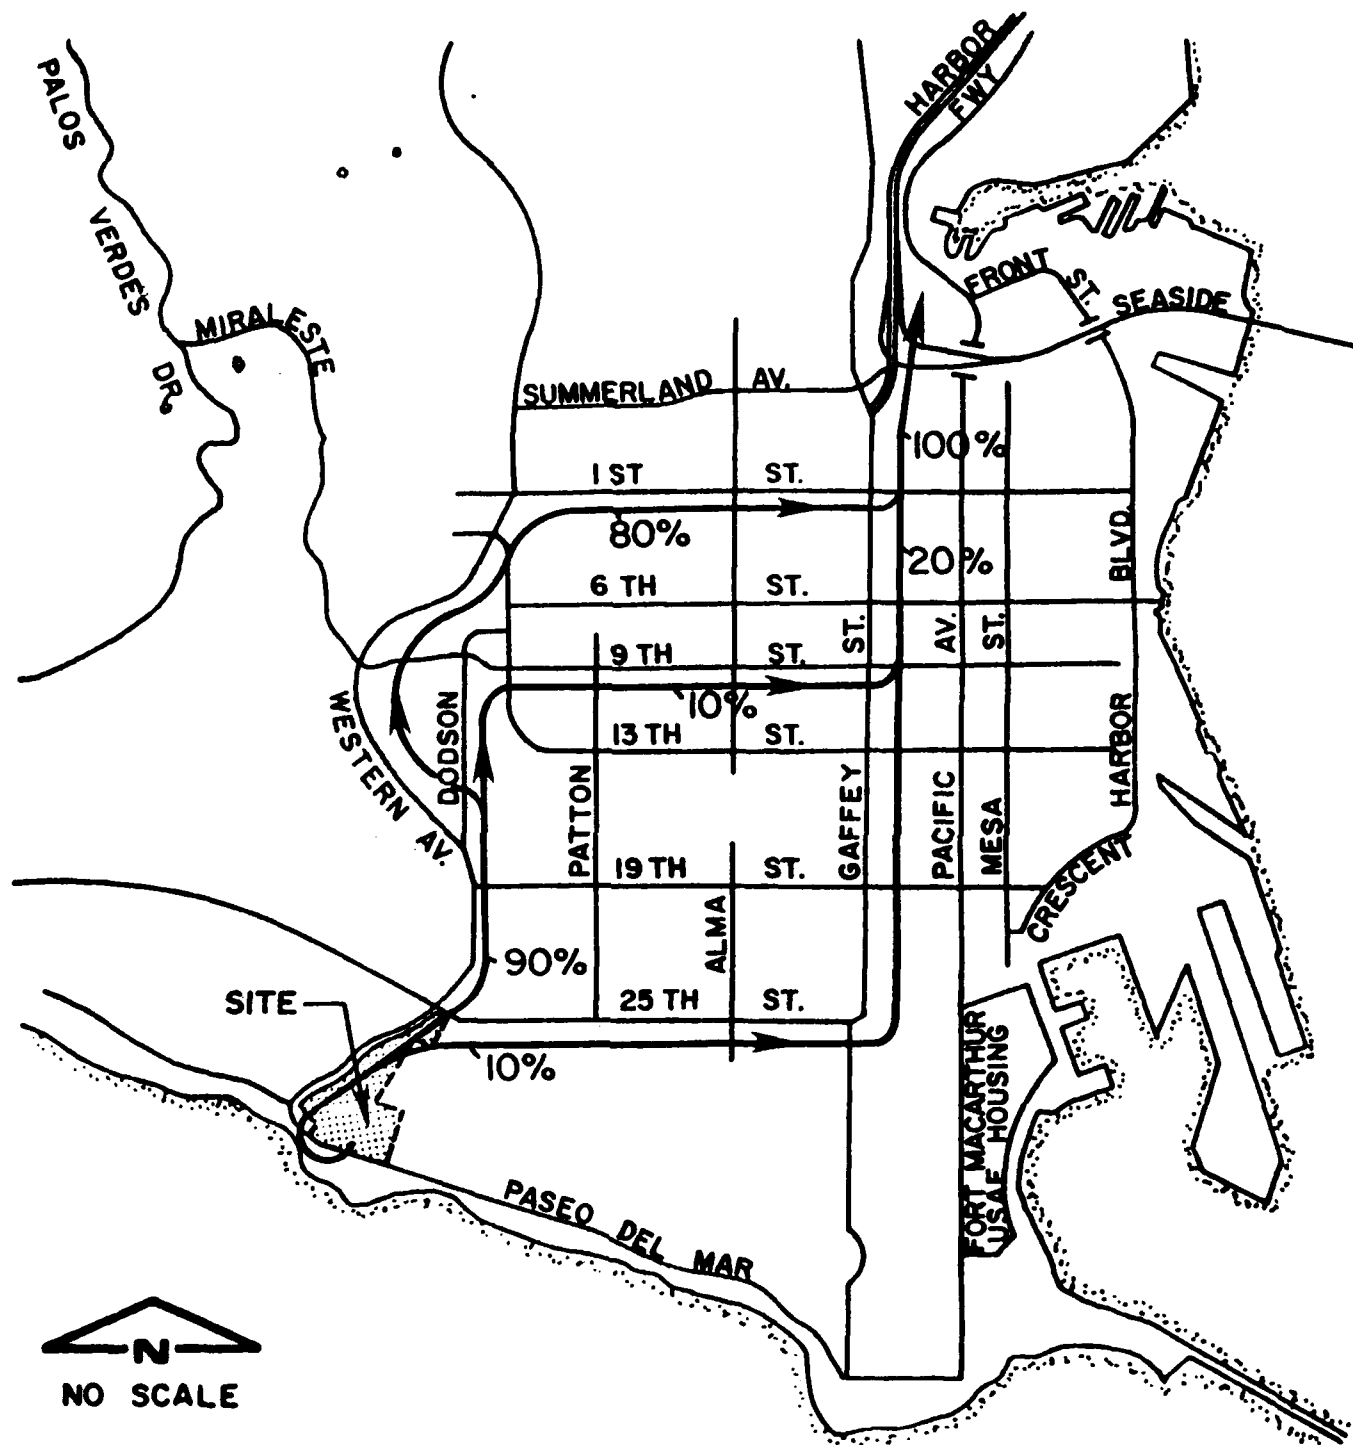 PALOS VERDES DR.
HARBOR
FWY
MIRALESTE
FRONT ST.
SEASIDE
SUMMERLAND AV.
100%
1 ST ST.
80%
20%
6 TH ST.
BLVD.
9 TH ST.
ST.
AV.
ST.
10%
WESTERN AV.
DODSON
13 TH ST.
HARBOR
PATTON
GAFFEY
PACIFIC
MESA
19 TH ST.
CRESCENT
ALMA
90%
SITE
25 TH ST.
10%
FORT MACARTHUR
USAF HOUSING
PASEO DEL MAR
N
NO SCALE